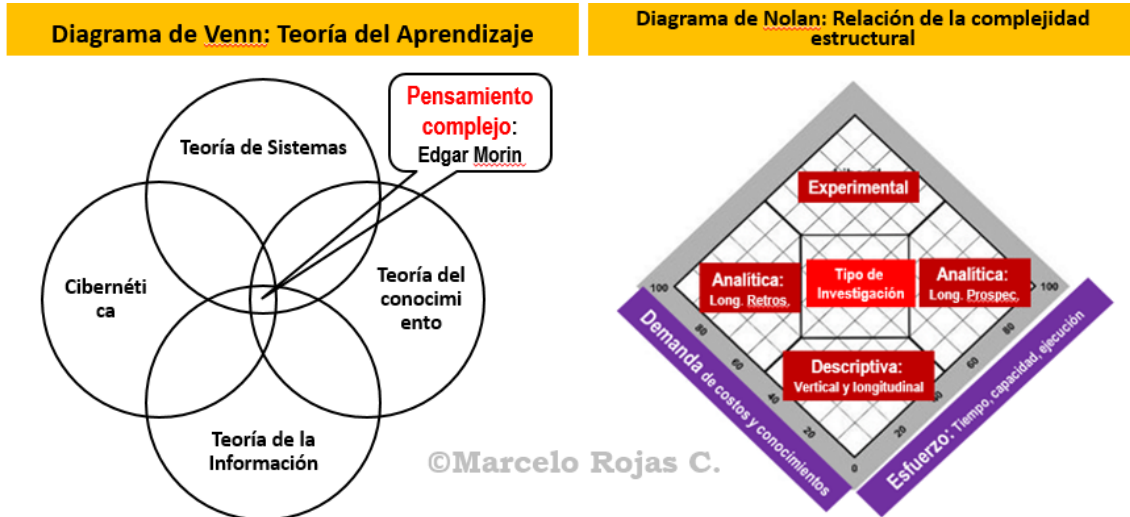 Diagrama de Venn: Teoría del Aprendizaje
Teoría de Sistemas
Pensamiento
complejo:
Edgar Morin
Cibernéti
ca
Teoría del
conocimi
ento
Teoría de la
Información
Diagrama de Nolan: Relación de la complejidad
estructural
Experimental
Analítica:
Long. Retros.
Tipo de
Investigación
Analítica:
Long. Prospec.
Descriptiva:
Vertical y longitudinal
100
80
60
40
20
0
20
60
80
100
Demanda de costos y conocimientos
Esfuerzo: Tiempo, capacidad, ejecución
©Marcelo Rojas C.